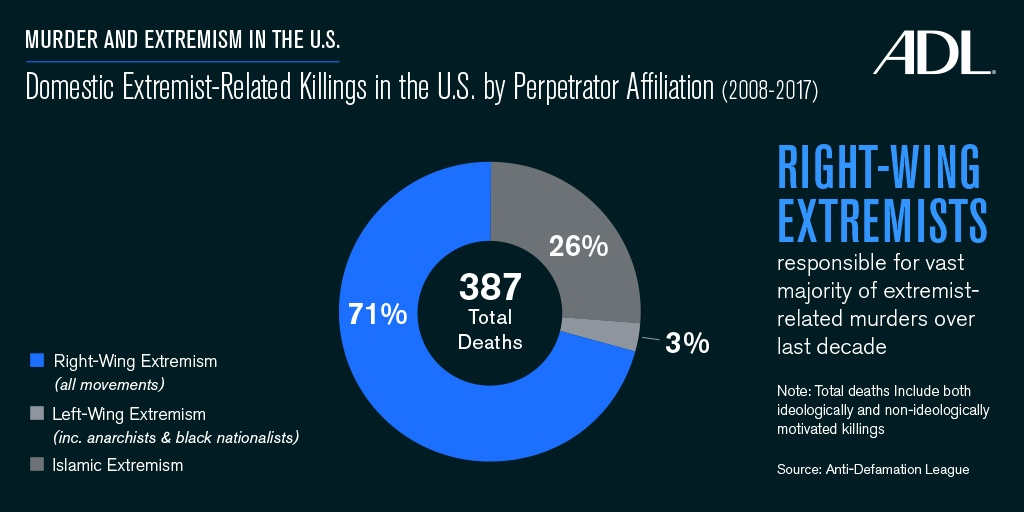 MURDER AND EXTREMISM IN THE U.S.
ADL
Domestic Extremist-Related Killings in the U.S. by Perpetrator Affiliation (2008-2017)
RIGHT-WING
EXTREMISTS
responsible for vast
majority of extremist-
related murders over
last decade
Note: Total deaths Include both
ideologically and non-ideologically
motivated killings
Source: Anti-Defamation League
26%
387
Total
Deaths
71%
3%
Right-Wing Extremism
(all movements)
Left-Wing Extremism
(inc. anarchists & black nationalists)
Islamic Extremism